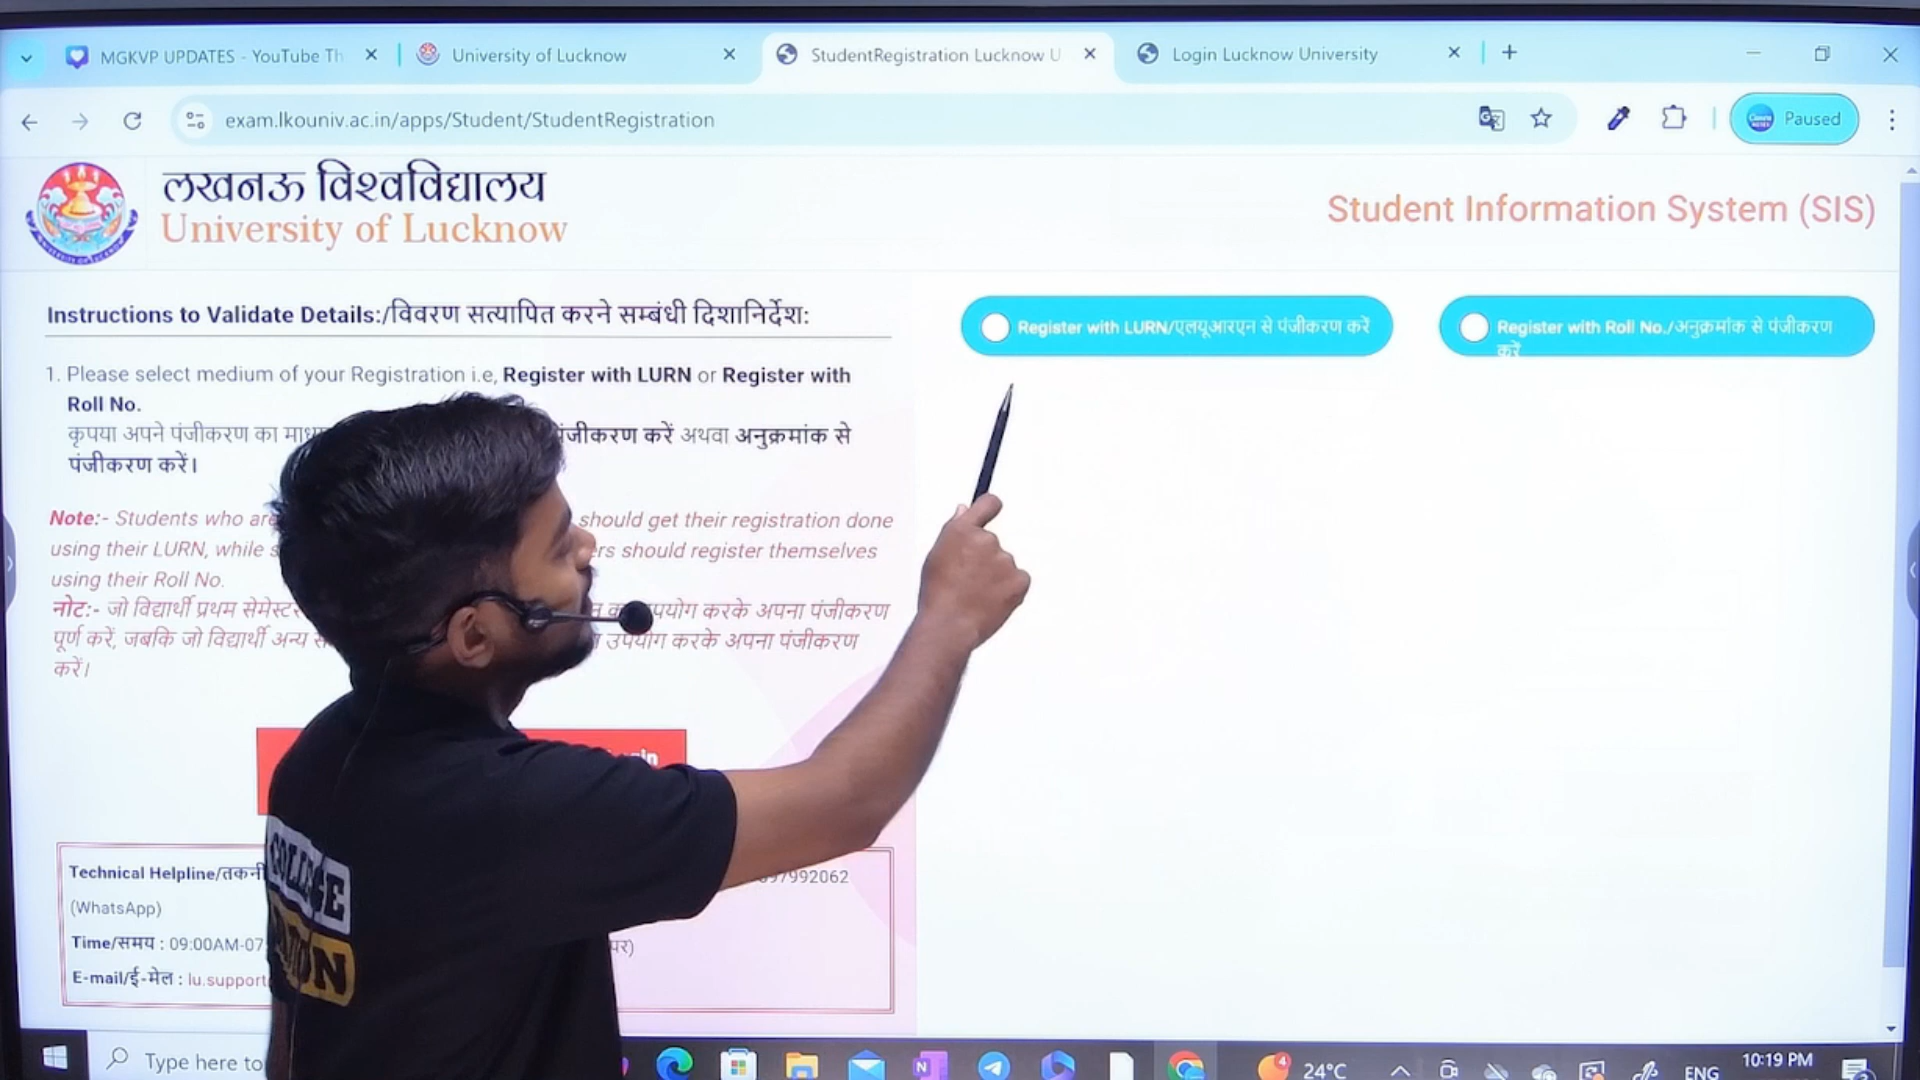 MGKVP UPDATES - YouTube Th
University of Lucknow
StudentRegistration Lucknow U
Login Lucknow University
exam.lkouniv.ac.in/apps/Student/StudentRegistration
Paused
लखनऊ विश्वविद्यालय
University of Lucknow
Student Information System (SIS)
Instructions to Validate Details:/विवरण सत्यापित करने सम्बंधी दिशानिर्देश:
Register with LURN/एलयूआरएन से पंजीकरण करें
Register with Roll No./अनुक्रमांक से पंजीकरण
करें
1. Please select medium of your Registration i.e, Register with LURN or Register with
Roll No.
कृपया अपने पंजीकरण का पंजीकरण करें अथवा अनुक्रमांक से
पंजीकरण करें।
Note:- Students who are should get their registration done
using their LURN, while should register themselves
using their Roll No.
नोट:- जो विद्यार्थी प्रथम सेमेस्टर उपयोग करके अपना पंजीकरण
पूर्ण करें, जबकि जो विद्यार्थी अन्य उपयोग करके अपना पंजीकरण
करें।
Technical Helpline/ 7992062
(WhatsApp)
Time/समय : 09:00AM-07
E-mail/ई-मेल : lu.support
COLLEGE
Type here to
4
24°C
ENG
10:19 PM